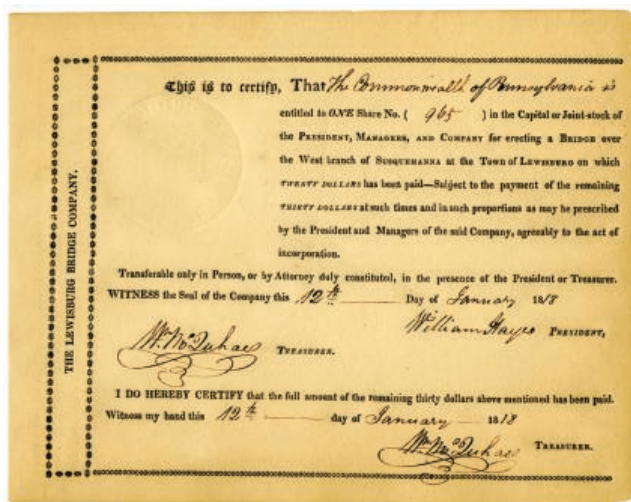 THE LEWISBURG BRIDGE COMPANY.
This is to certify, That The Commonwealth of Pennsylvania is
entitled to ONE Share No. ( 965 ) in the Capital or Joint-stock of
the PRESIDENT, MANAGERS, AND COMPANY for erecting a BRIDGE over
the West branch of SUSQUEHANNA at the Town of LEWISBURG on which
TWENTY DOLLARS has been paid—Subject to the payment of the remaining
THIRTY DOLLARS at such times and in such proportions as may be prescribed
by the President and Managers of the said Company, agreeably to the act of
incorporation.
Transferable only in Person, or by Attorney duly constituted, in the presence of the President or Treasurer.
WITNESS the Seal of the Company this 12th Day of January 1818
William Hayes PRESIDENT,
Wm McQuhae TREASURER.
I DO HEREBY CERTIFY that the full amount of the remaining thirty dollars above mentioned has been paid.
Witness my hand this 12th day of January 1818
Wm McQuhae TREASURER.